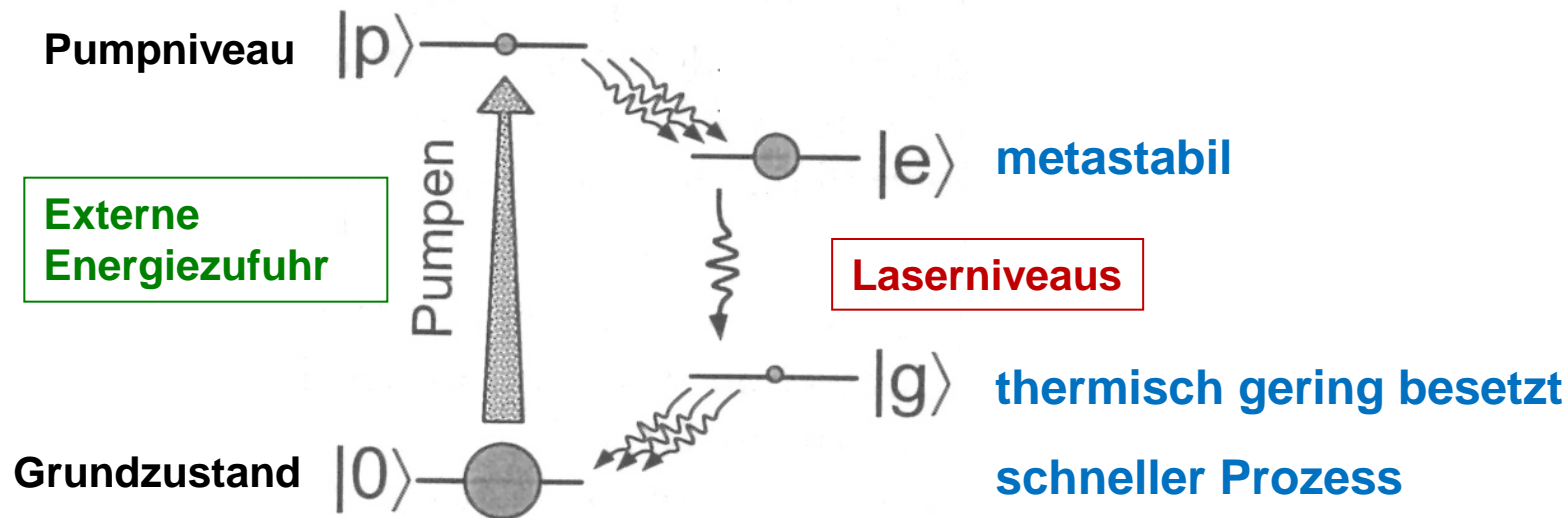 Pumpniveau |p⟩
|e⟩ metastabil
Externe
Energiezufuhr
Pumpen
Laserniveaus
|g⟩ thermisch gering besetzt
Grundzustand |0⟩
schneller Prozess